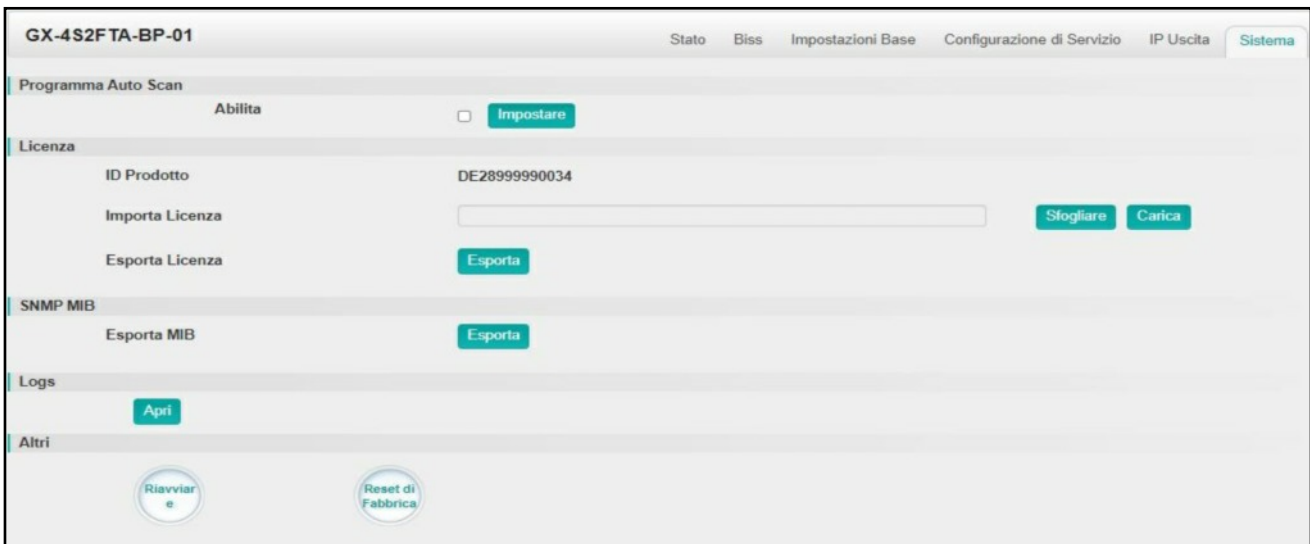 GX-4S2FTA-BP-01
Stato Biss Impostazioni Base Configurazione di Servizio IP Uscita Sistema
Programma Auto Scan
Abilita Impostare
Licenza
ID Prodotto DE28999990034
Importa Licenza Sfogliare Carica
Esporta Licenza Esporta
SNMP MIB
Esporta MIB Esporta
Logs
Apri
Altri
Riavviar
e
Reset di
Fabbrica